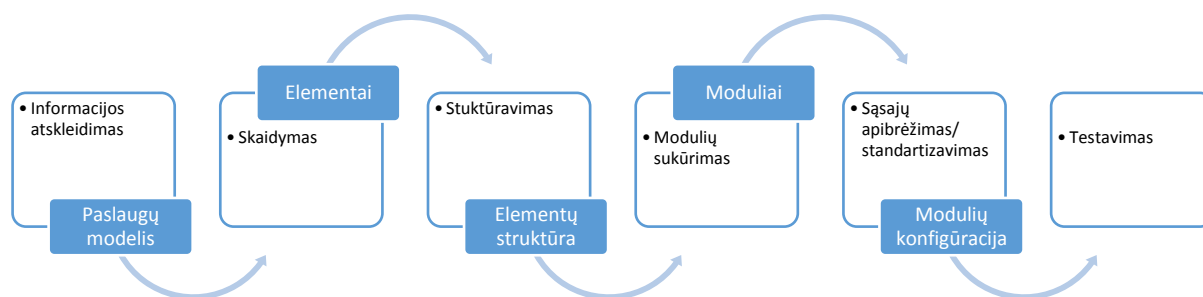 • Informacijos
atskleidimas
Paslaugų
modelis
Elementai
• Skaidymas
• Stuktūravimas
Elementų
struktūra
Moduliai
• Modulių
sukūrimas
• Sąsajų
apibrėžimas/
standartizavimas
Modulių
konfigūracija
• Testavimas